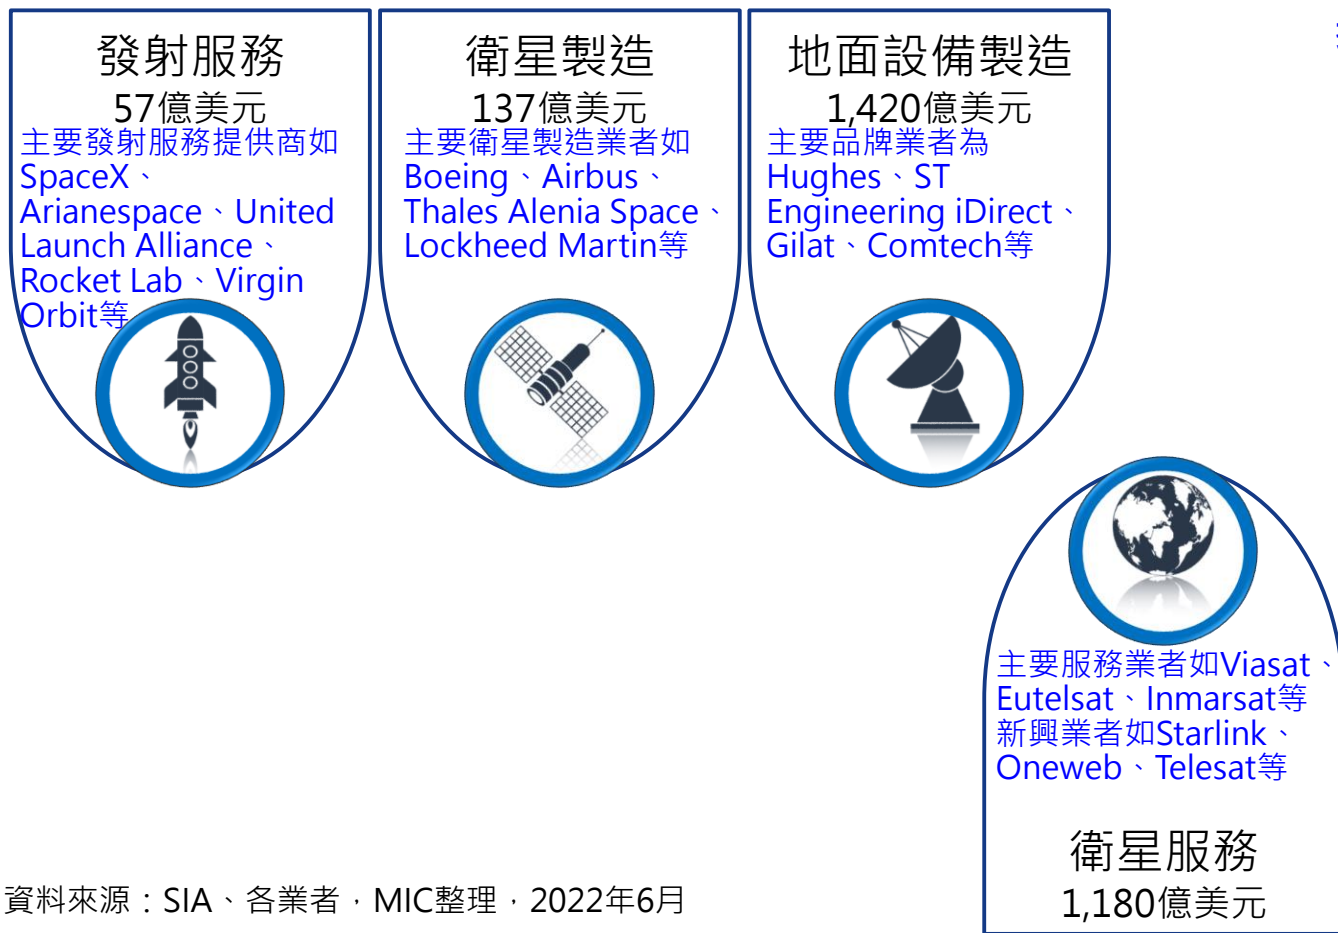 發射服務
57億美元
主要發射服務提供商如
SpaceX、
Arianespace、United
Launch Alliance、
Rocket Lab、Virgin
Orbit等
衛星製造
137億美元
主要衛星製造業者如
Boeing、Airbus、
Thales Alenia Space、
Lockheed Martin等
地面設備製造
1,420億美元
主要品牌業者為
Hughes、ST
Engineering iDirect、
Gilat、Comtech等
主要服務業者如Viasat、
Eutelsat、Inmarsat等
新興業者如Starlink、
Oneweb、Telesat等
衛星服務
1,180億美元
資料來源：SIA、各業者，MIC整理，2022年6月